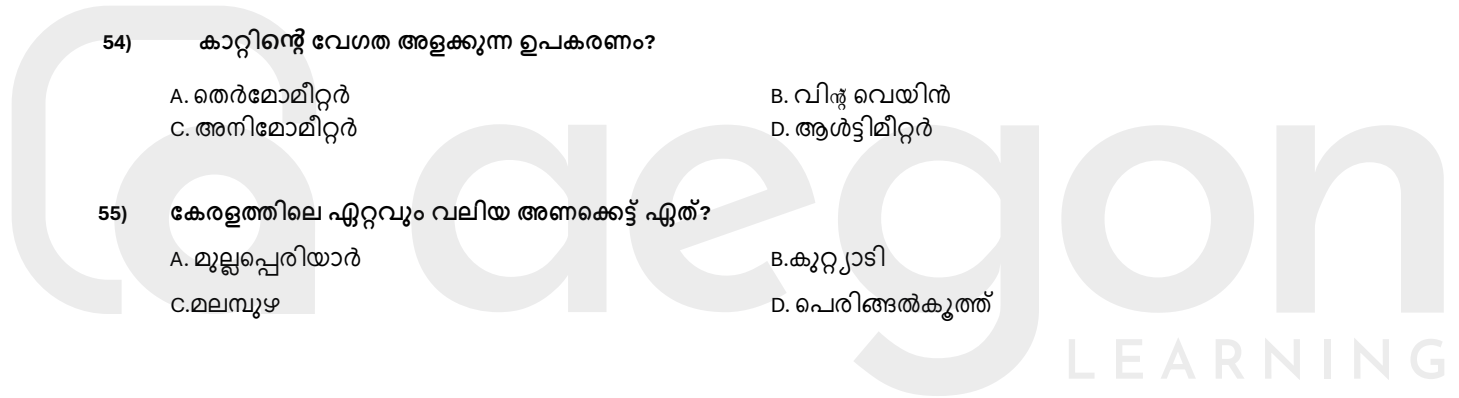 54) കാറ്റിന്റെ വേഗത അളക്കുന്ന ഉപകരണം?
A. തെർമോമീറ്റർ B. വിന്റ വെയിൻ
C. അനിമോമീറ്റർ D. ആൾട്ടിമീറ്റർ
55) കേരളത്തിലെ ഏറ്റവും വലിയ അണക്കെട്ട് ഏത്?
A. മുല്ലപ്പെരിയാർ B.കുറ്റ്യാടി
C.മലമ്പുഴ D. പെരിങ്ങൽകൂത്ത്
aegon
LEARNING